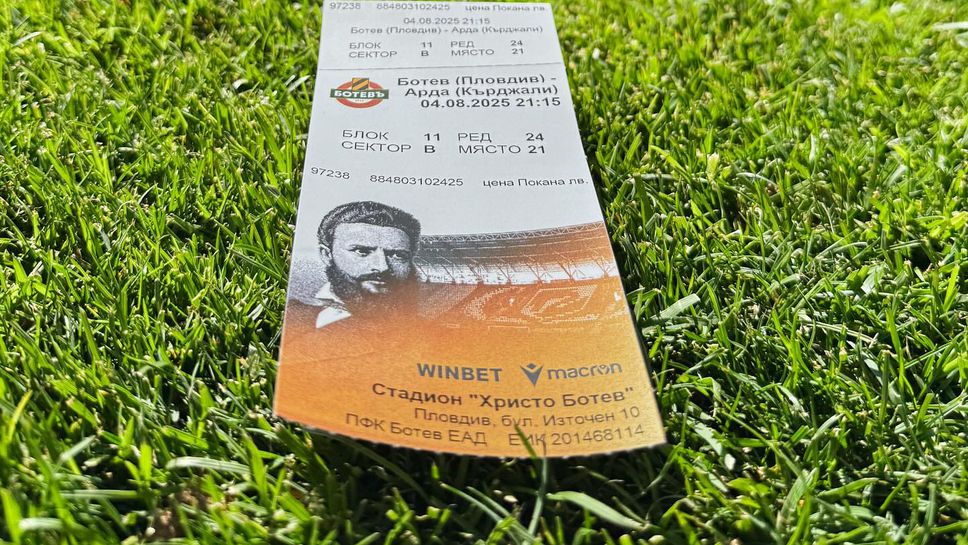 97238 884803102425 цена Покана лв.
04.08.2025 21:15
Ботев (Пловдив) - Арда (Кърджали)
БЛОК 11 РЕД 24
СЕКТОР В МЯСТО 21
БОТЕВЪ
Ботев (Пловдив) -
Арда (Кърджали)
04.08.2025 21:15
БЛОК 11 РЕД 24
СЕКТОР В МЯСТО 21
97238 884803102425 цена Покана лв.
WINBET macron
Стадион "Христо Ботев"
Пловдив, бул. Източен 10
ПФК Ботев ЕАД ЕИК 201468114